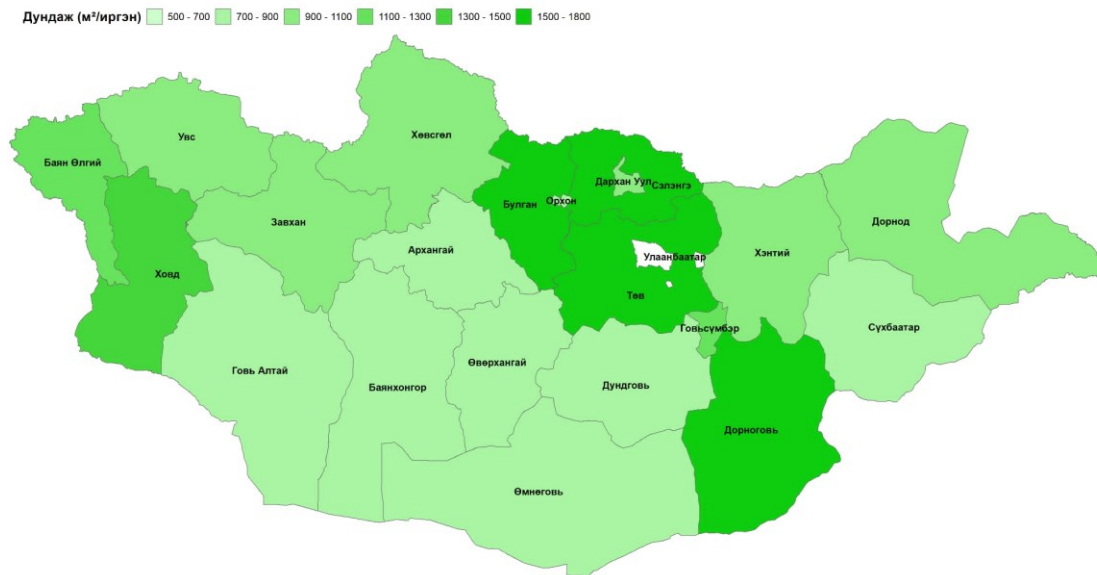 Дундаж (м²/иргэн) 500 - 700 700 - 900 900 - 1100 1100 - 1300 1300 - 1500 1500 - 1800
Увс
Хөвсгөл
Баян Өлгий
Дархан Уул
Сэлэнгэ
Орхон
Булган
Завхан
Дорнод
Архангай
Улаанбаатар
Хэнтий
Ховд
Төв
Говьсүмбэр
Сүхбаатар
Өвөрхангай
Говь Алтай
Баянхонгор
Дундговь
Дорноговь
Өмнөговь